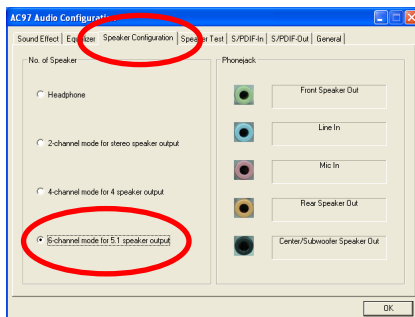 AC97 Audio Configurati
Sound Effect Equalizer Speaker Configuration Speaker Test S/PDIF-In S/PDIF-Out General
No. of Speaker
Headphone
2-channel mode for stereo speaker output
4-channel mode for 4 speaker output
6-channel mode for 5.1 speaker output
Phonejack
Front Speaker Out
Line In
Mic In
Rear Speaker Out
Center/Subwoofer Speaker Out
OK